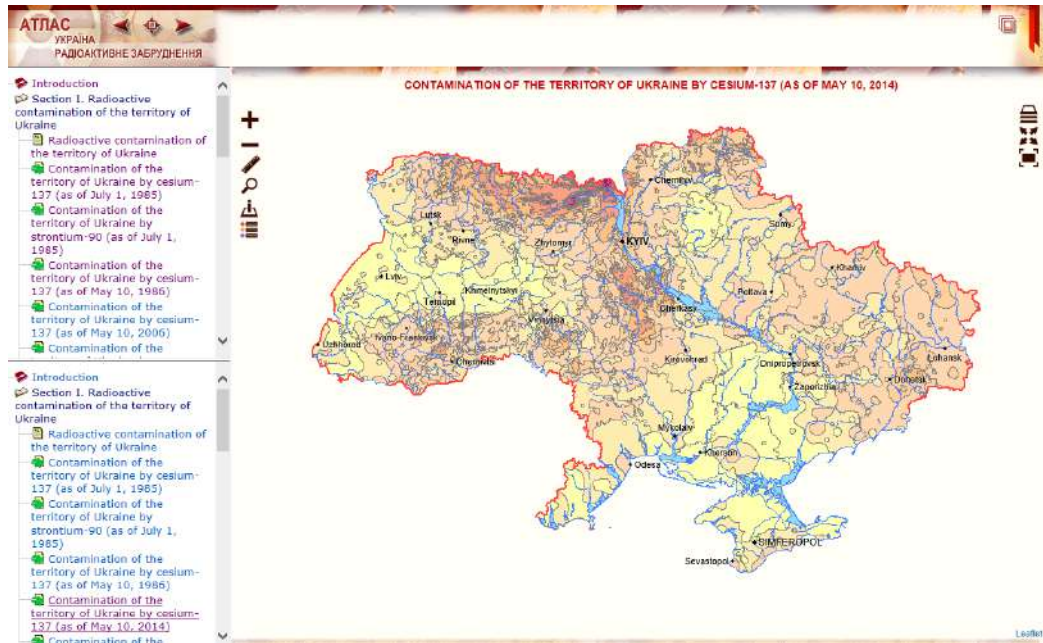 АТЛАС
УКРАЇНА
РАДІОАКТИВНЕ ЗАБРУДНЕННЯ
Introduction
Section I. Radioactive
contamination of the territory of
Ukraine
Radioactive contamination of
the territory of Ukraine
Contamination of the
territory of Ukraine by cesium-
137 (as of July 1, 1985)
Contamination of the
territory of Ukraine by
strontium-90 (as of July 1,
1985)
Contamination of the
territory of Ukraine by cesium-
137 (as of May 10, 1986)
Contamination of the
territory of Ukraine by cesium-
137 (as of May 10, 2006)
Contamination of the
Introduction
Section I. Radioactive
contamination of the territory of
Ukraine
Radioactive contamination of
the territory of Ukraine
Contamination of the
territory of Ukraine by cesium-
137 (as of July 1, 1985)
Contamination of the
territory of Ukraine by
strontium-90 (as of July 1,
1985)
Contamination of the
territory of Ukraine by cesium-
137 (as of May 10, 1986)
Contamination of the
territory of Ukraine by cesium-
137 (as of May 10, 2014)
Contamination of the
CONTAMINATION OF THE TERRITORY OF UKRAINE BY CESIUM-137 (AS OF MAY 10, 2014)
Chernihiv
Lutsk
Rivne
Sumy
Zhytomyr
KYIV
Kharkiv
Lviv
Ternopil
Khmelnytskyi
Poltava
Cherkasy
Vinnytsia
Uzhhorod
Ivano-Frankivsk
Chernivtsi
Kirovohrad
Dnipropetrovsk
Luhansk
Donetsk
Zaporizhia
Mykolaiv
Kherson
Odesa
SIMFEROPOL
Sevastopol
Leaflet